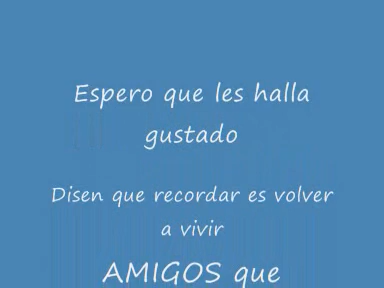 Espero que les halla
gustado
Disen que recordar es volver
a vivir
AMIGOS que